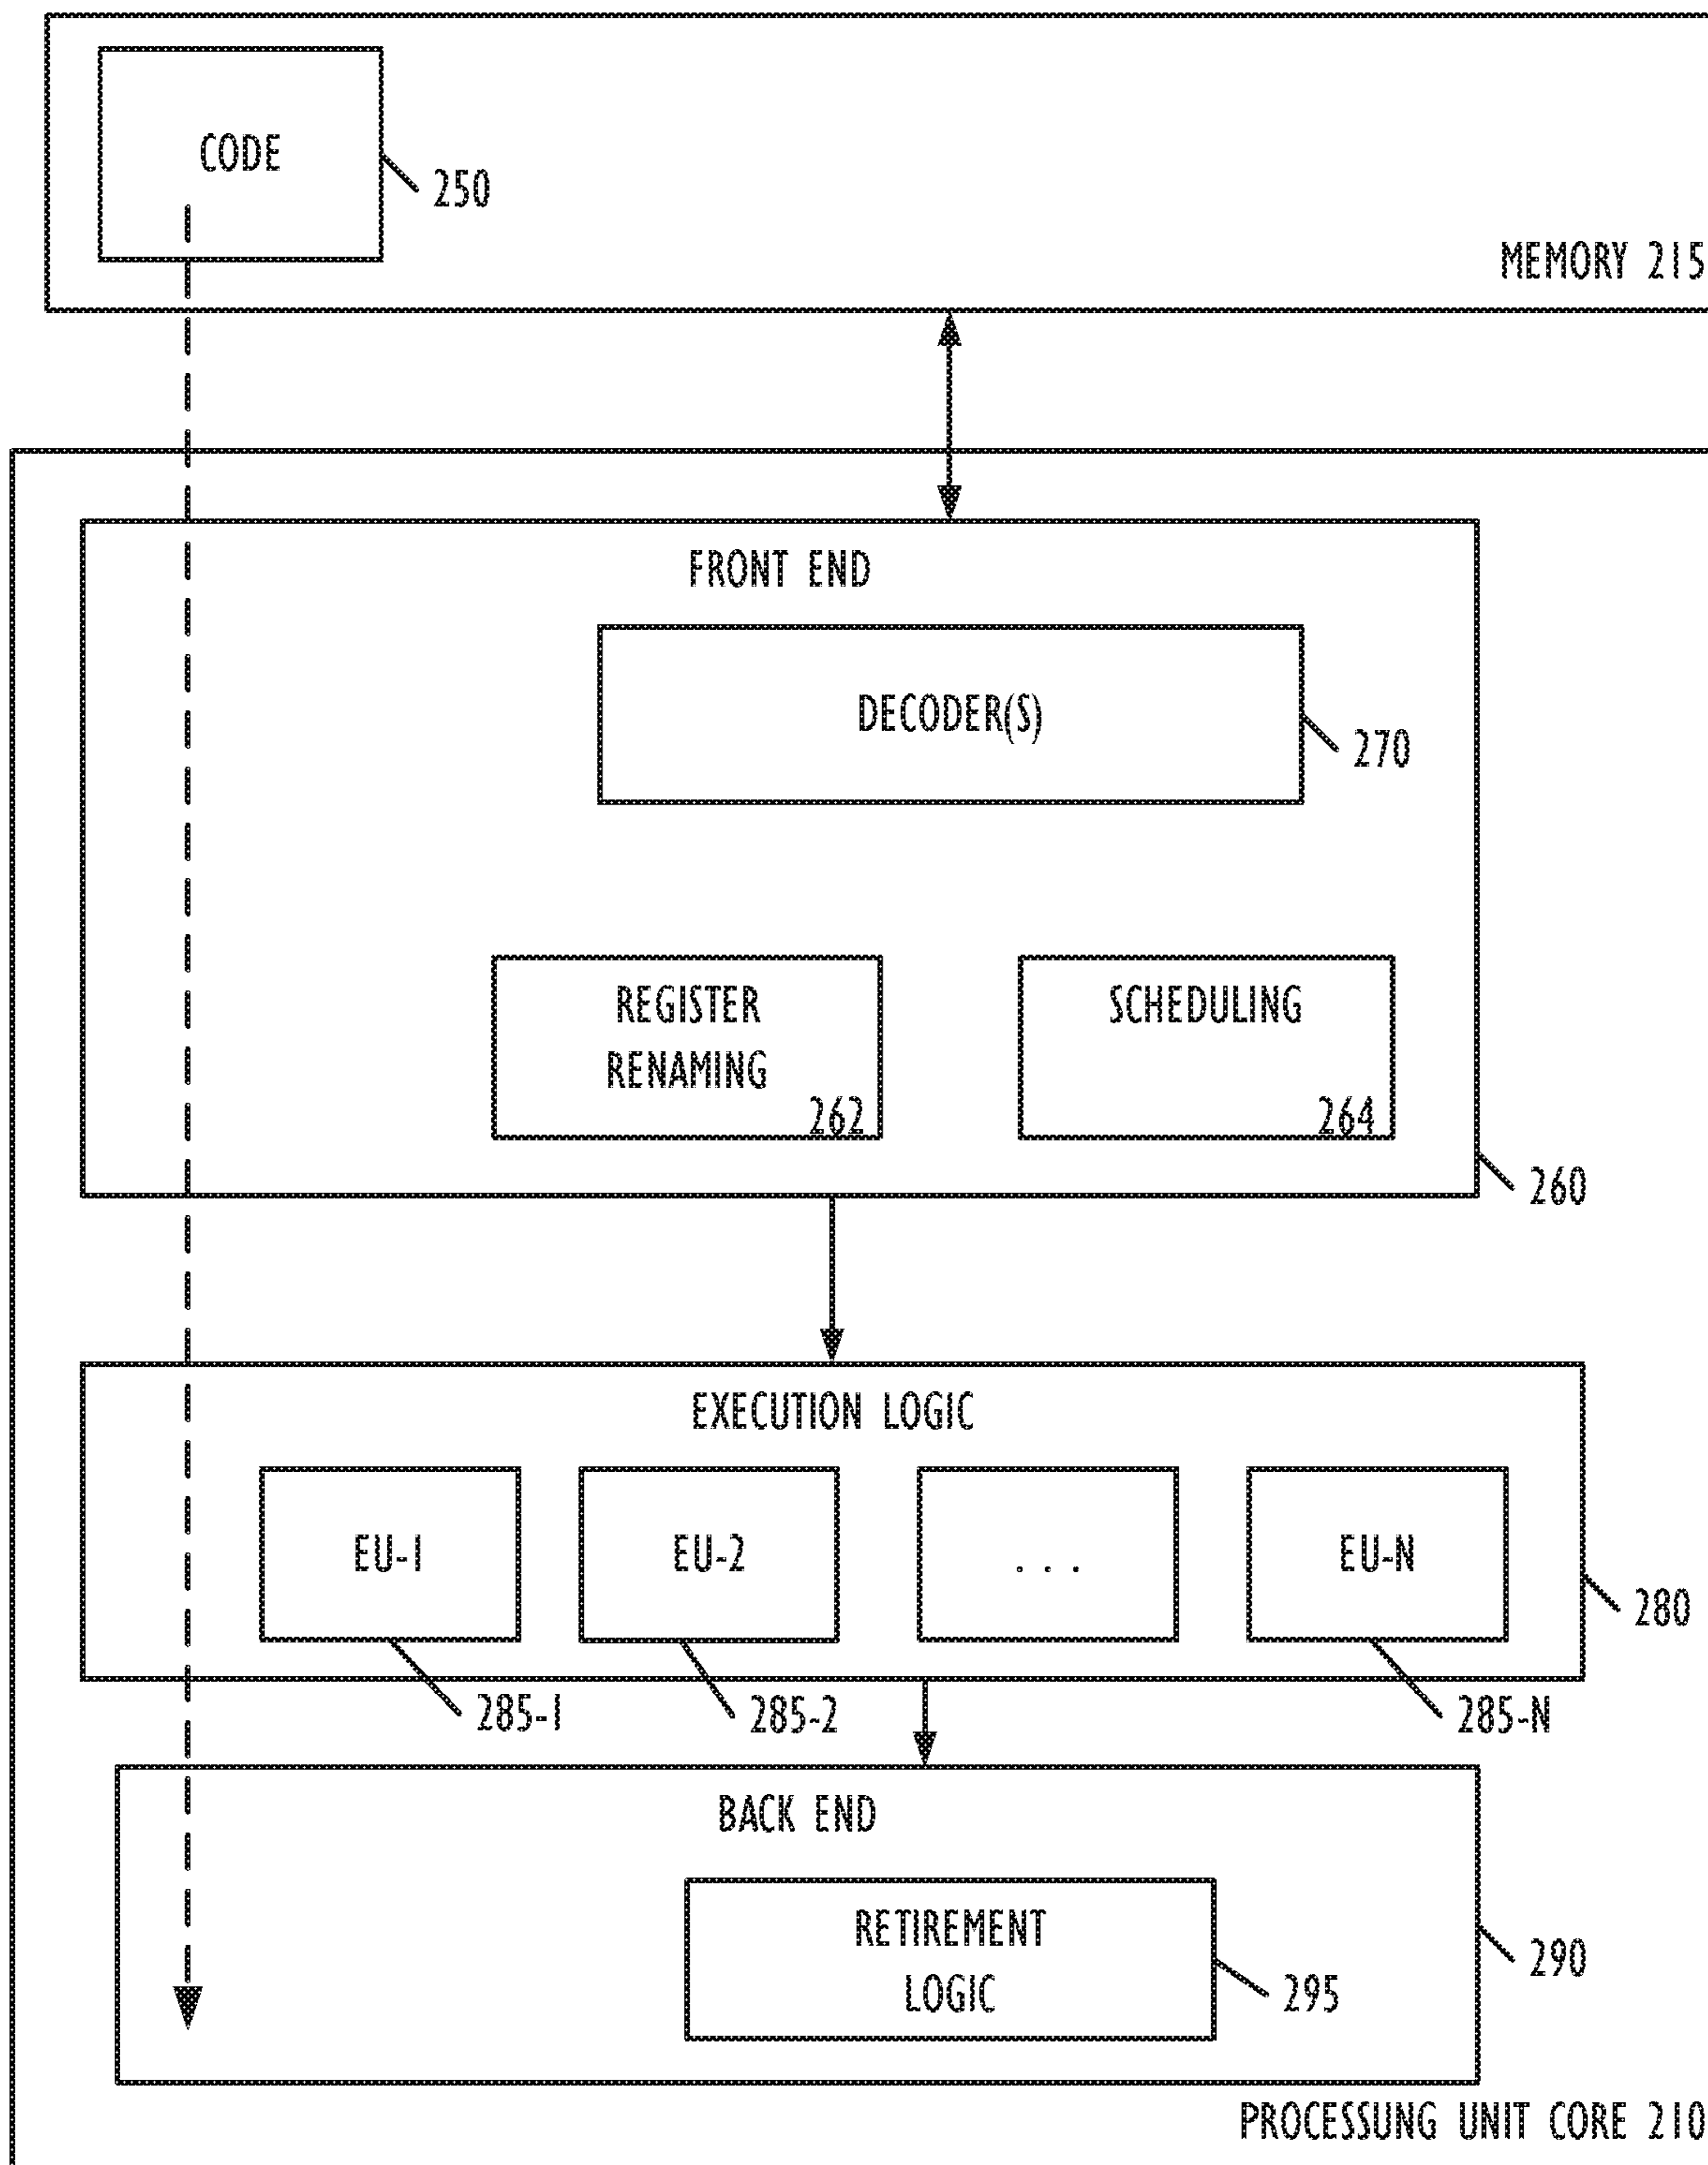 CODE
250
MEMORY 215
FRONT END
DECODER(S)
270
REGISTER
RENAMING
262
SCHEDULING
264
260
EXECUTION LOGIC
EU-1
EU-2
. . .
EU-N
280
285-1
285-2
285-N
BACK END
RETIREMENT
LOGIC
295
290
PROCESSUNG UNIT CORE 210